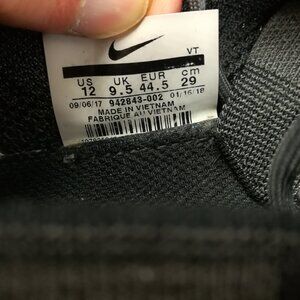 VT
US UK EUR cm
12 9.5 44.5 29
09/06/17 942843-002 01/16/18
MADE IN VIETNAM
FABRIQUE AU VIETNAM